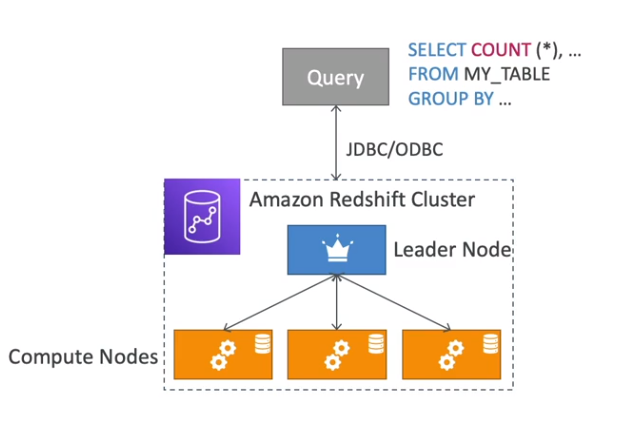 Query
SELECT COUNT (*), ...
FROM MY_TABLE
GROUP BY ...
JDBC/ODBC
Amazon Redshift Cluster
Leader Node
Compute Nodes